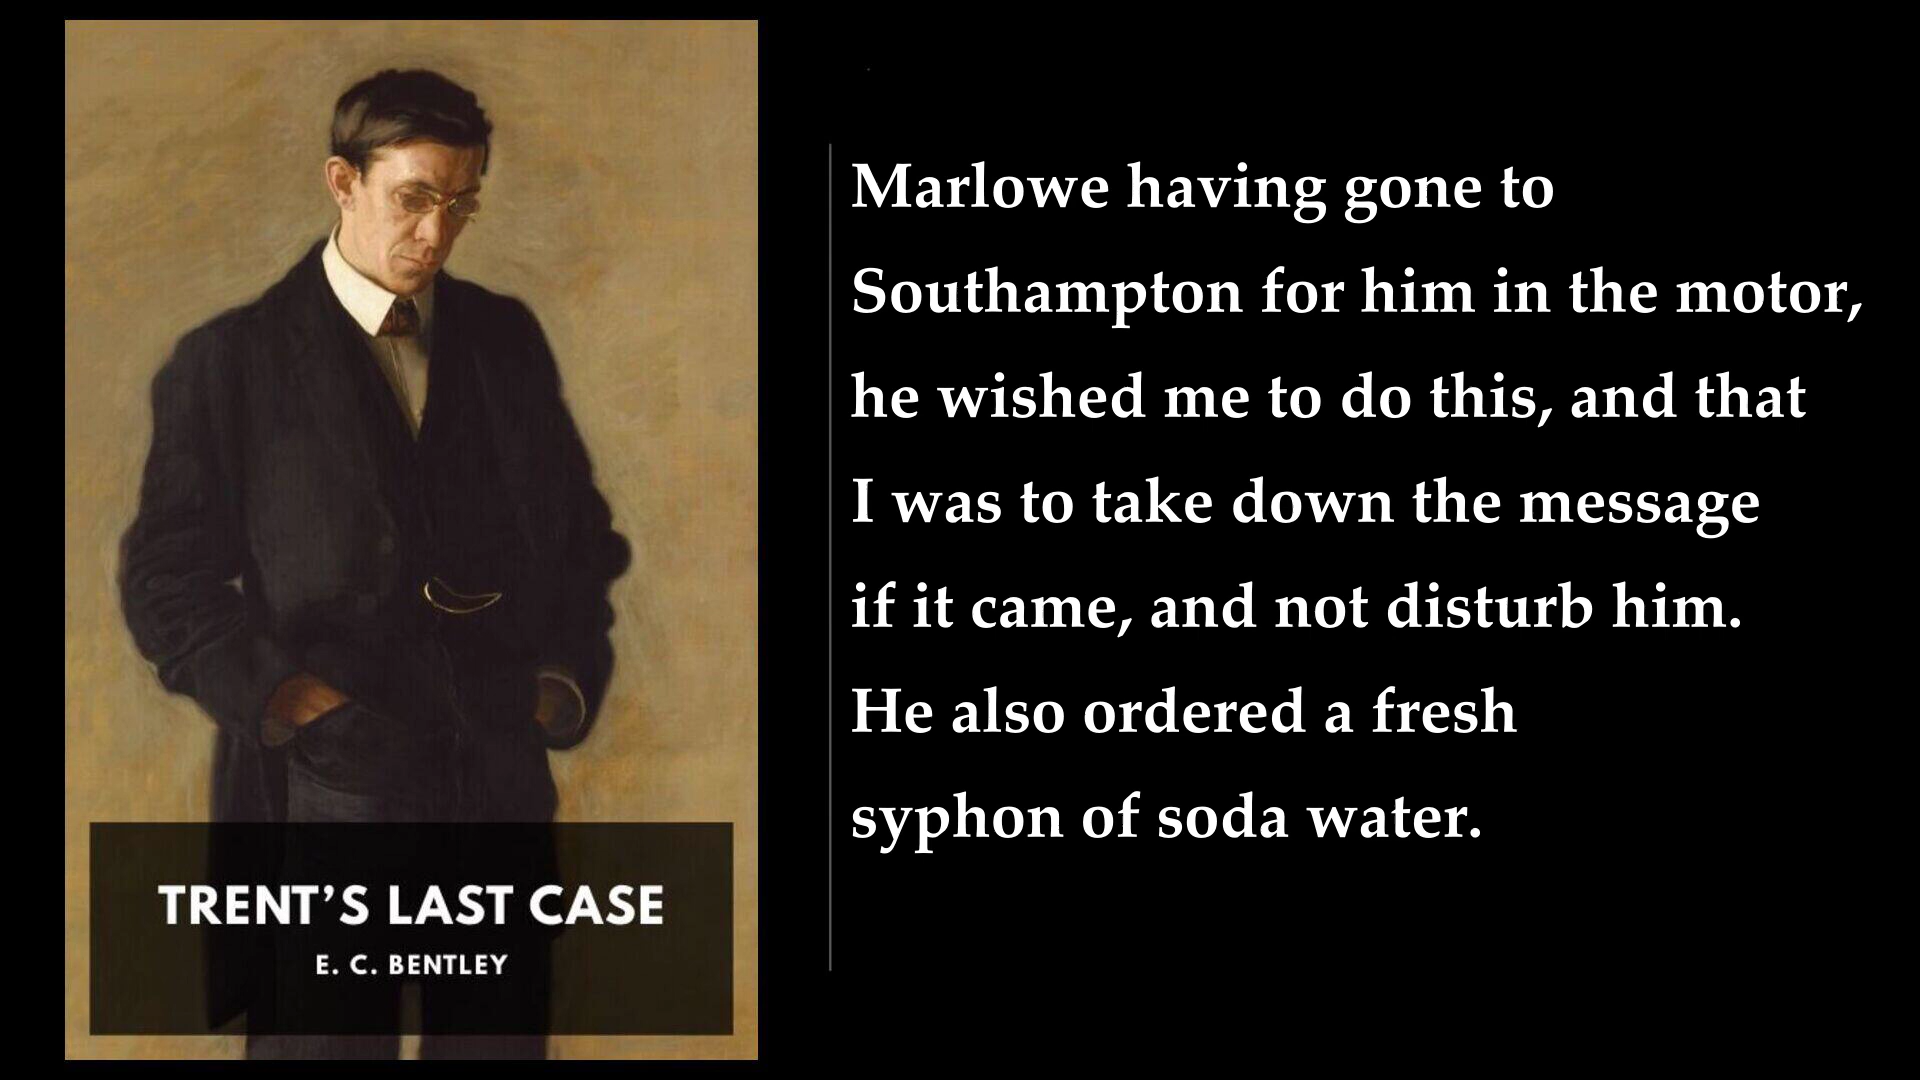 Marlowe having gone to
Southampton for him in the motor,
he wished me to do this, and that
I was to take down the message
if it came, and not disturb him.
He also ordered a fresh
syphon of soda water.
TRENT’S LAST CASE
E. C. BENTLEY